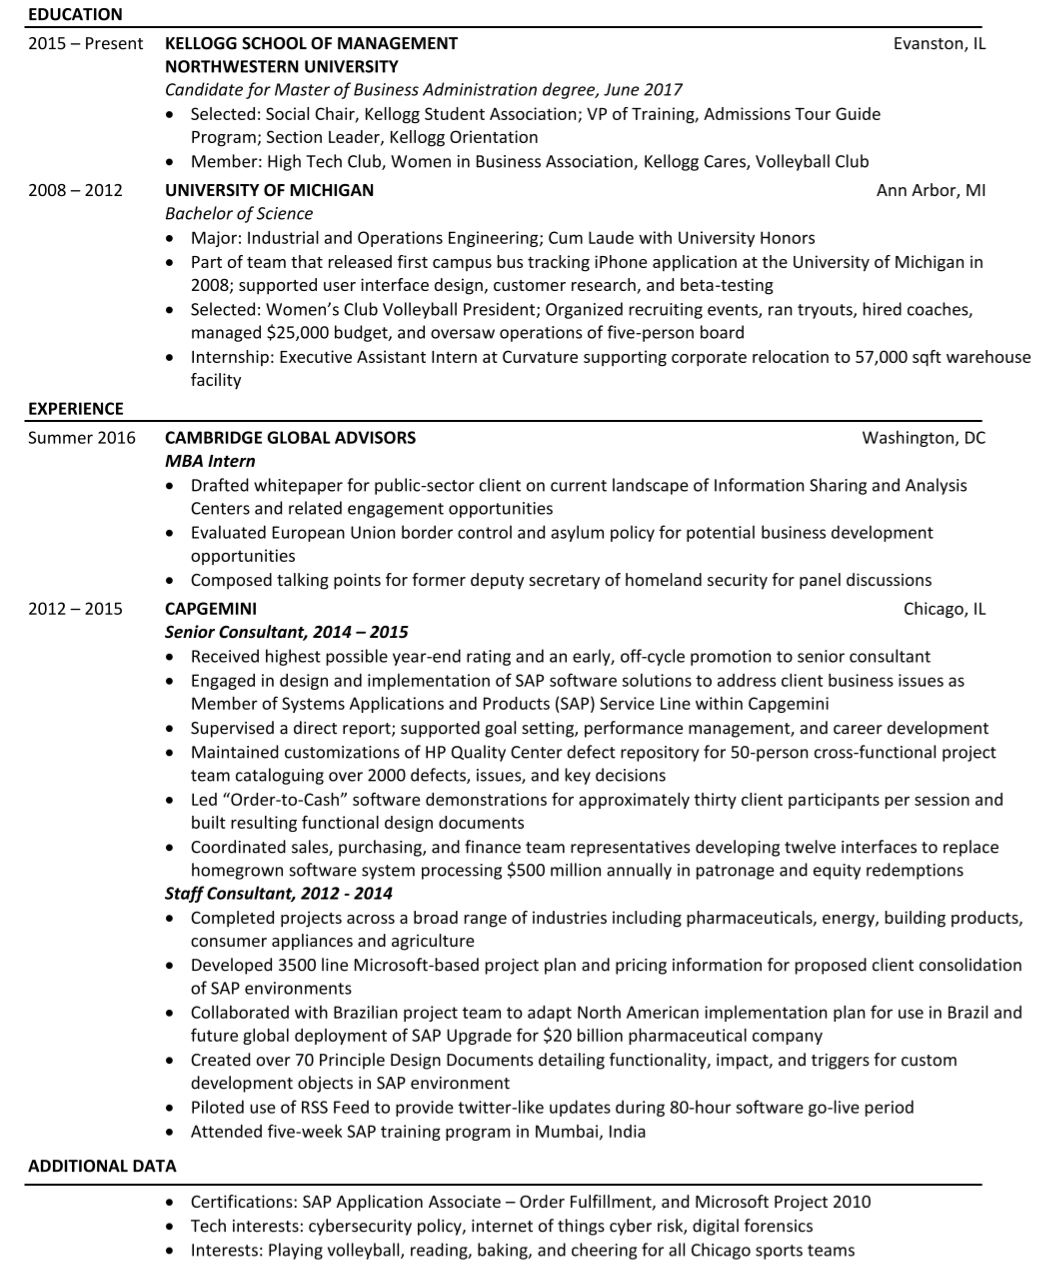 EDUCATION
2015 – Present KELLOGG SCHOOL OF MANAGEMENT Evanston, IL
NORTHWESTERN UNIVERSITY
Candidate for Master of Business Administration degree, June 2017
• Selected: Social Chair, Kellogg Student Association; VP of Training, Admissions Tour Guide
Program; Section Leader, Kellogg Orientation
• Member: High Tech Club, Women in Business Association, Kellogg Cares, Volleyball Club
2008 – 2012 UNIVERSITY OF MICHIGAN Ann Arbor, MI
Bachelor of Science
• Major: Industrial and Operations Engineering; Cum Laude with University Honors
• Part of team that released first campus bus tracking iPhone application at the University of Michigan in
2008; supported user interface design, customer research, and beta-testing
• Selected: Women’s Club Volleyball President; Organized recruiting events, ran tryouts, hired coaches,
managed $25,000 budget, and oversaw operations of five-person board
• Internship: Executive Assistant Intern at Curvature supporting corporate relocation to 57,000 sqft warehouse
facility
EXPERIENCE
Summer 2016 CAMBRIDGE GLOBAL ADVISORS Washington, DC
MBA Intern
• Drafted whitepaper for public-sector client on current landscape of Information Sharing and Analysis
Centers and related engagement opportunities
• Evaluated European Union border control and asylum policy for potential business development
opportunities
• Composed talking points for former deputy secretary of homeland security for panel discussions
2012 – 2015 CAPGEMINI Chicago, IL
Senior Consultant, 2014 – 2015
• Received highest possible year-end rating and an early, off-cycle promotion to senior consultant
• Engaged in design and implementation of SAP software solutions to address client business issues as
Member of Systems Applications and Products (SAP) Service Line within Capgemini
• Supervised a direct report; supported goal setting, performance management, and career development
• Maintained customizations of HP Quality Center defect repository for 50-person cross-functional project
team cataloguing over 2000 defects, issues, and key decisions
• Led “Order-to-Cash” software demonstrations for approximately thirty client participants per session and
built resulting functional design documents
• Coordinated sales, purchasing, and finance team representatives developing twelve interfaces to replace
homegrown software system processing $500 million annually in patronage and equity redemptions
Staff Consultant, 2012 - 2014
• Completed projects across a broad range of industries including pharmaceuticals, energy, building products,
consumer appliances and agriculture
• Developed 3500 line Microsoft-based project plan and pricing information for proposed client consolidation
of SAP environments
• Collaborated with Brazilian project team to adapt North American implementation plan for use in Brazil and
future global deployment of SAP Upgrade for $20 billion pharmaceutical company
• Created over 70 Principle Design Documents detailing functionality, impact, and triggers for custom
development objects in SAP environment
• Piloted use of RSS Feed to provide twitter-like updates during 80-hour software go-live period
• Attended five-week SAP training program in Mumbai, India
ADDITIONAL DATA
• Certifications: SAP Application Associate – Order Fulfillment, and Microsoft Project 2010
• Tech interests: cybersecurity policy, internet of things cyber risk, digital forensics
• Interests: Playing volleyball, reading, baking, and cheering for all Chicago sports teams